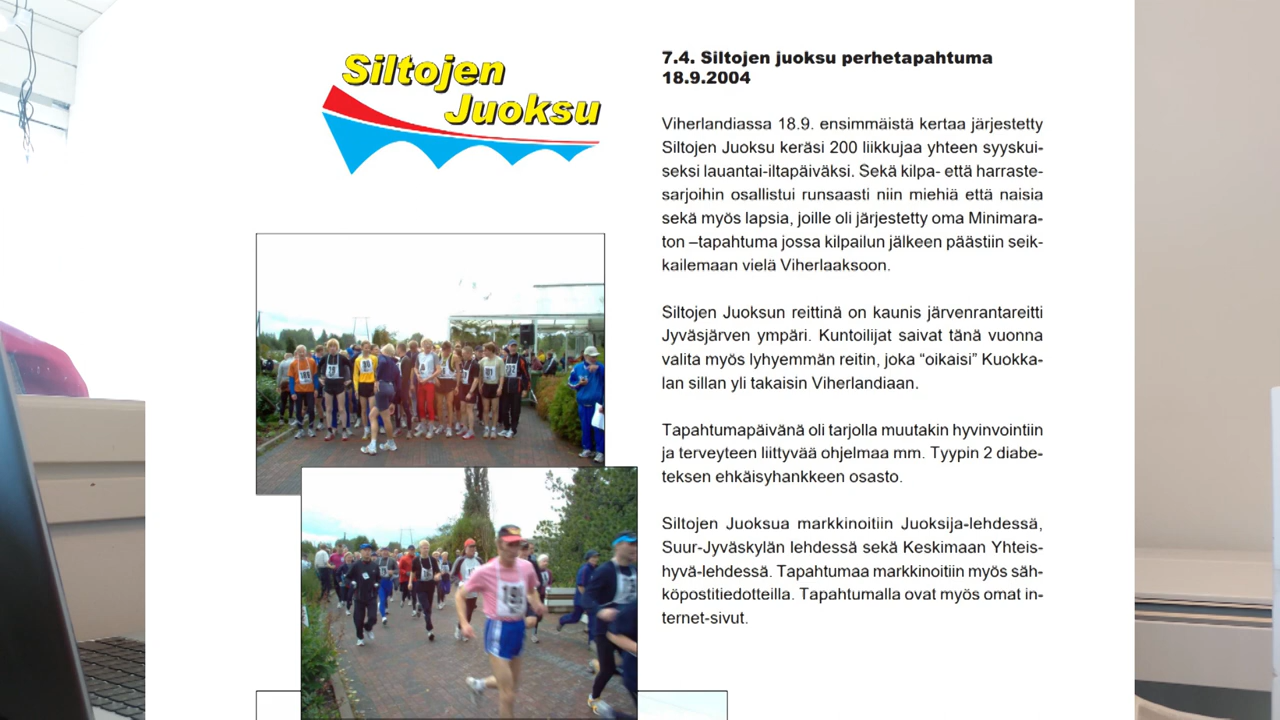 Siltojen
Juoksu
7.4. Siltojen juoksu perhetapahtuma
18.9.2004
Viherlandiassa 18.9. ensimmäistä kertaa järjestetty
Siltojen Juoksu keräsi 200 liikkujaa yhteen syyskui-
seksi lauantai-iltapäiväksi. Sekä kilpa- että harraste-
sarjoihin osallistui runsaasti niin miehiä että naisia
sekä myös lapsia, joille oli järjestetty oma Minimara-
ton –tapahtuma jossa kilpailun jälkeen päästiin seik-
kailemaan vielä Viherlaaksoon.
Siltojen Juoksun reittinä on kaunis järvenrantareitti
Jyväsjärven ympäri. Kuntoilijat saivat tänä vuonna
valita myös lyhyemmän reitin, joka “oikaisi” Kuokka-
lan sillan yli takaisin Viherlandiaan.
Tapahtumapäivänä oli tarjolla muutakin hyvinvointiin
ja terveyteen liittyvää ohjelmaa mm. Tyypin 2 diabe-
teksen ehkäisyhankkeen osasto.
Siltojen Juoksua markkinoitiin Juoksija-lehdessä,
Suur-Jyväskylän lehdessä sekä Keskimaan Yhteis-
hyvä-lehdessä. Tapahtumaa markkinoitiin myös säh-
köpostitiedotteilla. Tapahtumalla ovat myös omat in-
ternet-sivut.